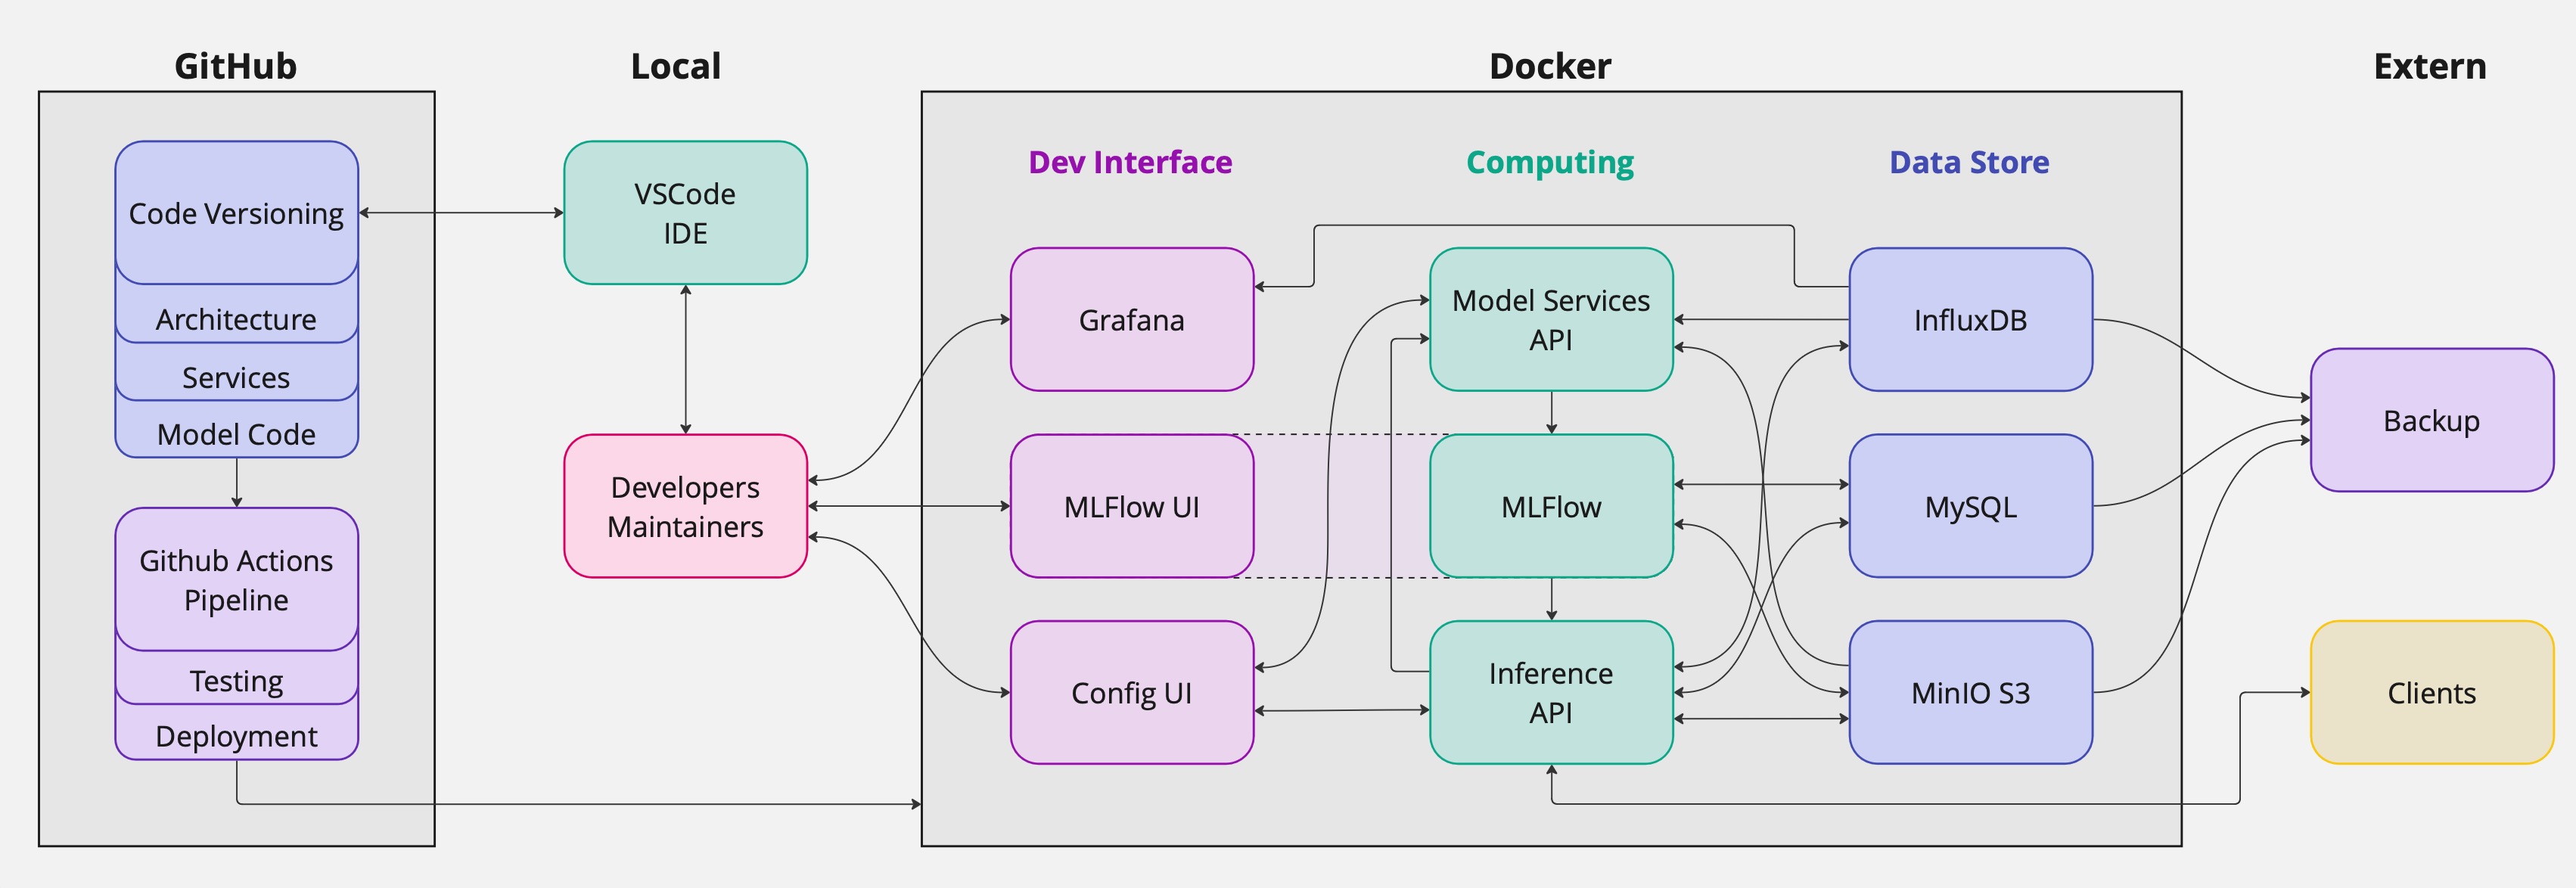 GitHub
Local
Docker
Extern
Code Versioning
Architecture
Services
Model Code
Github Actions
Pipeline
Testing
Deployment
VSCode
IDE
Developers
Maintainers
Dev Interface
Computing
Data Store
Grafana
Model Services
API
InfluxDB
MLFlow UI
MLFlow
MySQL
Config UI
Inference
API
MinIO S3
Backup
Clients